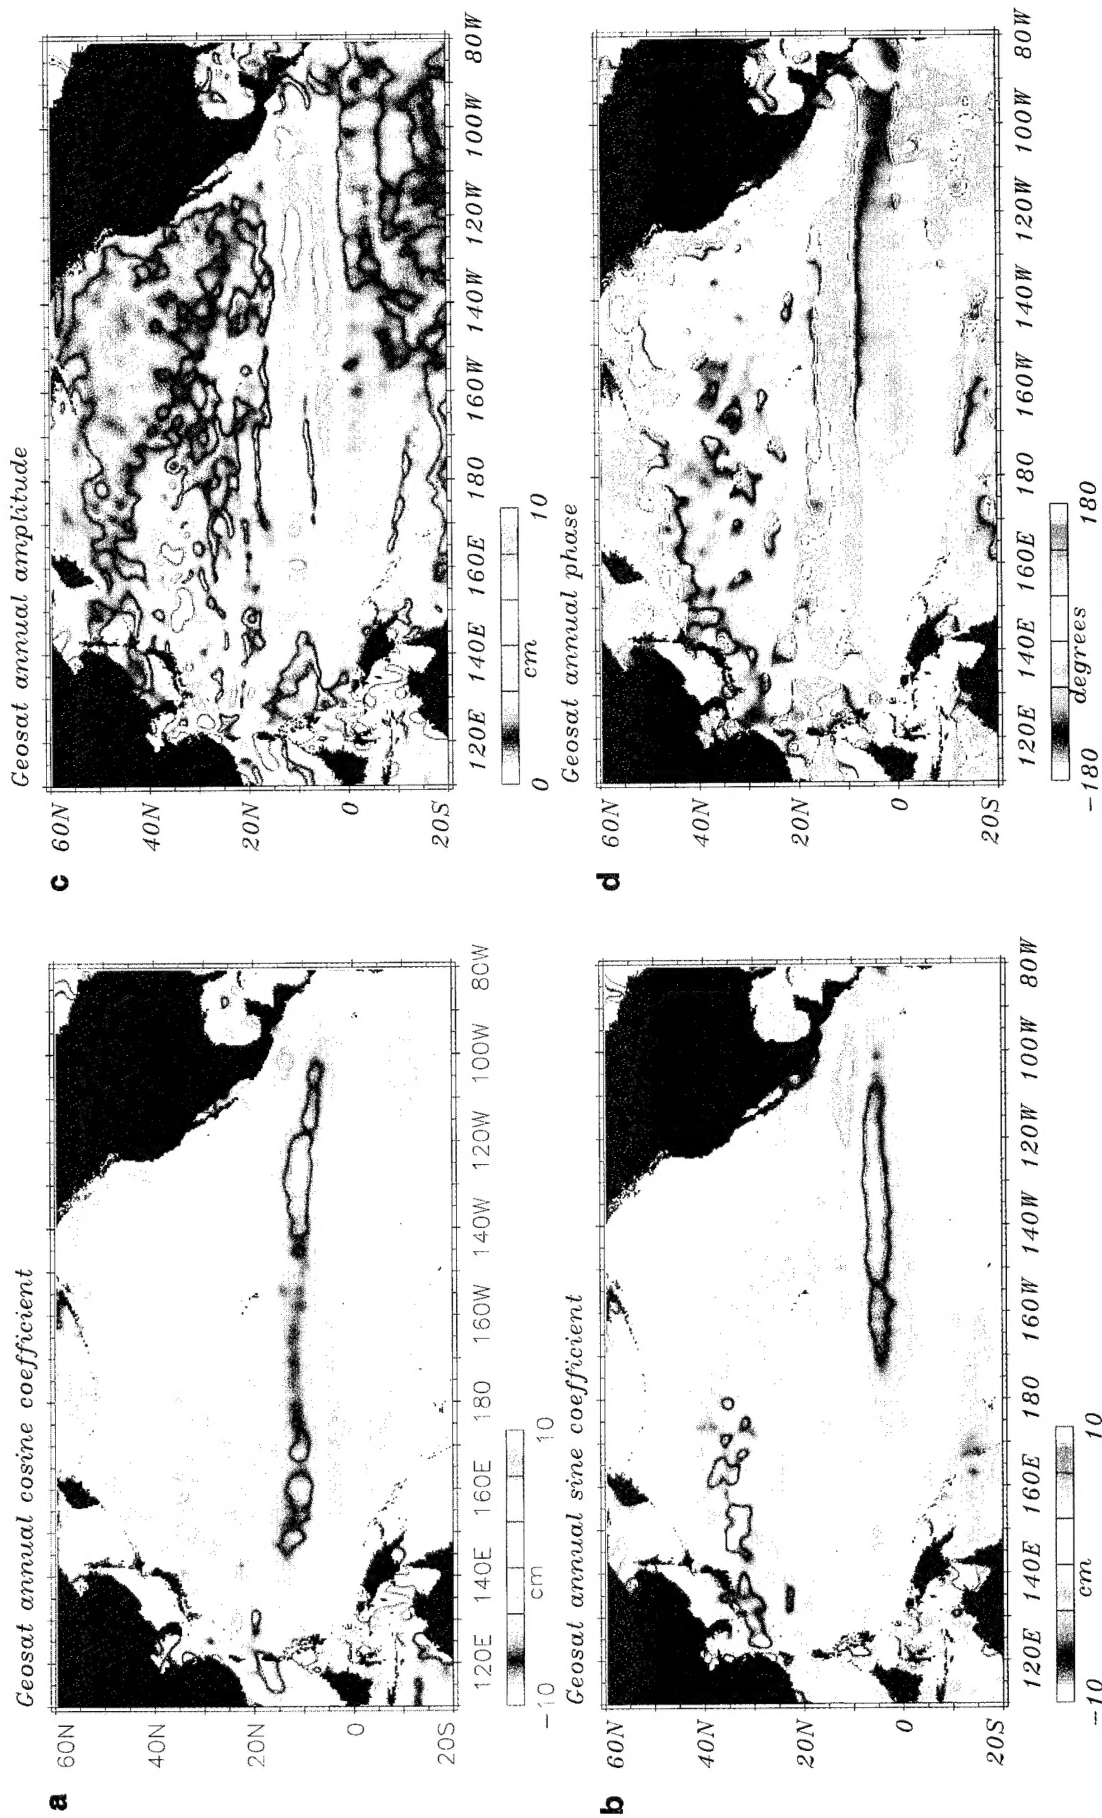 a
Geosat annual cosine coefficient
60N
40N
20N
0
20S
120E 140E 160E 180 160W 140W 120W 100W 80W
-10 cm 10
b
Geosat annual sine coefficient
60N
40N
20N
0
20S
120E 140E 160E 180 160W 140W 120W 100W 80W
-10 cm 10
c
Geosat annual amplitude
60N
40N
20N
0
20S
120E 140E 160E 180 160W 140W 120W 100W 80W
0 cm 10
d
Geosat annual phase
60N
40N
20N
0
20S
120E 140E 160E 180 160W 140W 120W 100W 80W
-180 degrees 180